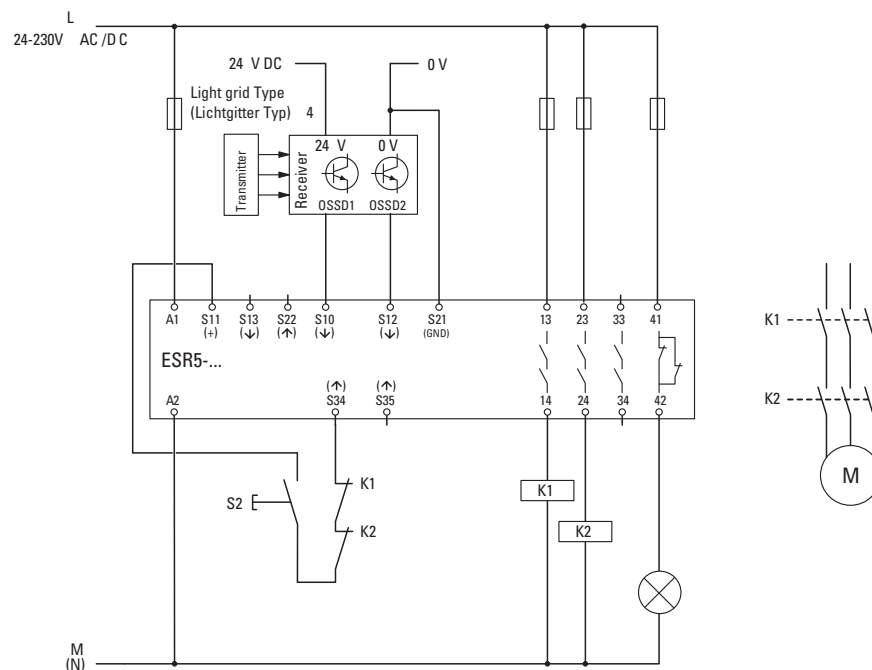 L
24-230V AC /D C
24 V DC
0 V
Light grid Type
(Lichtgitter Typ) 4
Transmitter
Receiver
24 V
0 V
OSSD1
OSSD2
A1
S11
(+)
S13
(↓)
S22
(↑)
S10
(↓)
S12
(↓)
S21
(GND)
13
23
33
41
ESR5-...
A2
(↑)
S34
(↑)
S35
14
24
34
42
S2
K1
K2
K1
K2
M
(N)
K1
K2
M